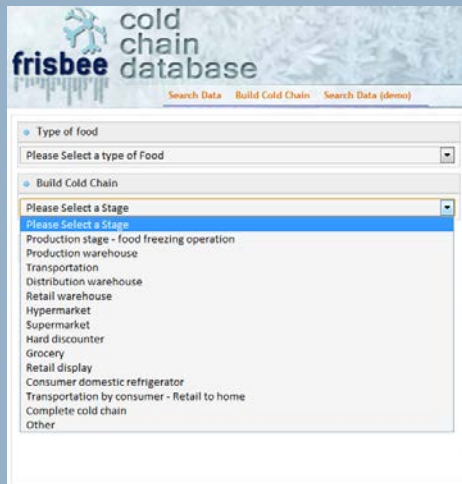 cold
chain
frisbee database
Search Data Build Cold Chain Search Data (demo)
Type of food
Please Select a type of Food
Build Cold Chain
Please Select a Stage
Please Select a Stage
Production stage - food freezing operation
Production warehouse
Transportation
Distribution warehouse
Retail warehouse
Hypermarket
Supermarket
Hard discounter
Grocery
Retail display
Consumer domestic refrigerator
Transportation by consumer - Retail to home
Complete cold chain
Other